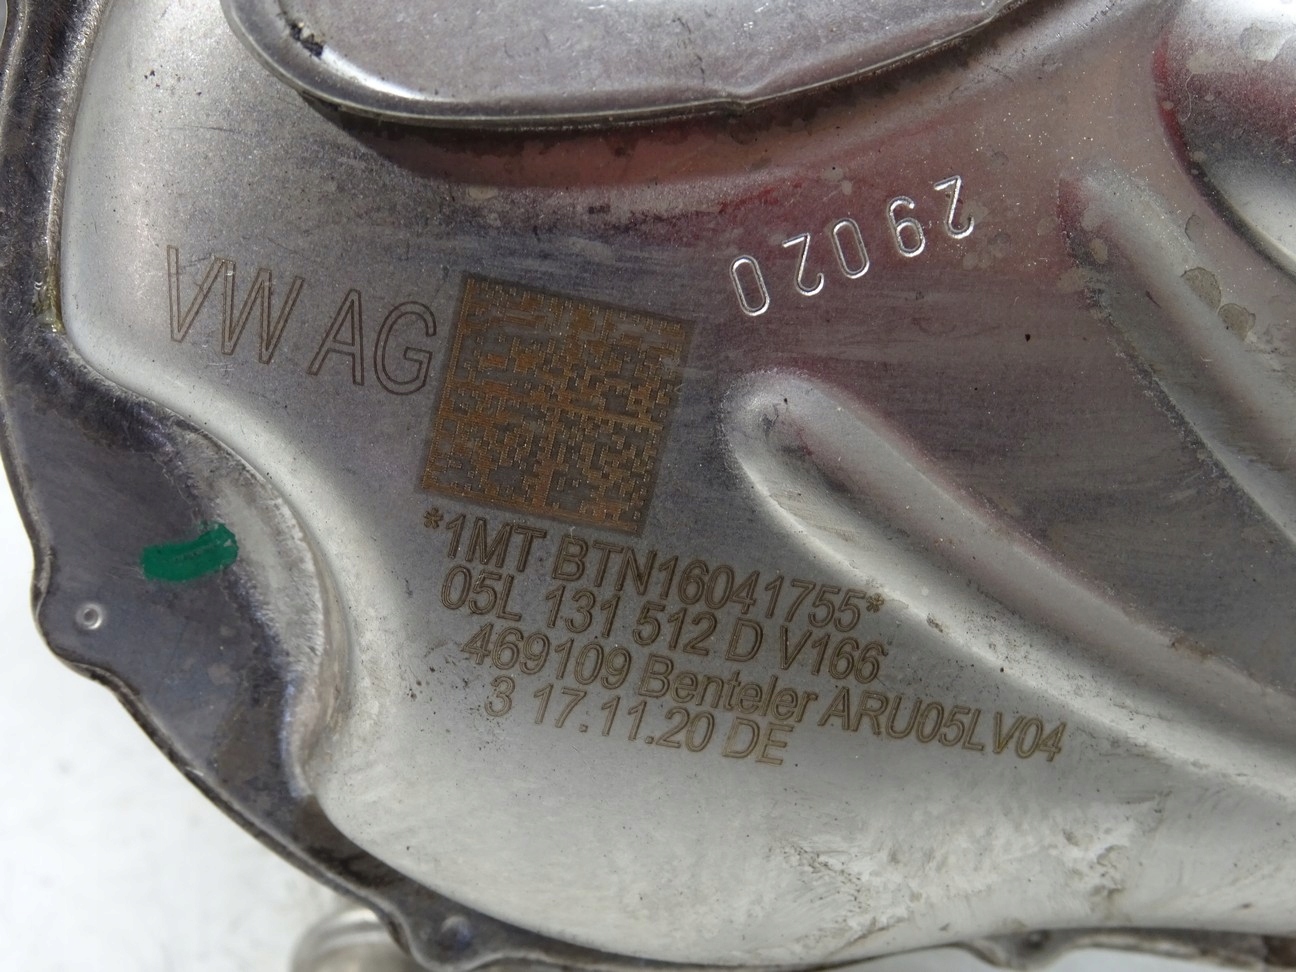 VW AG
29020
*1MT BTN16041755*
05L 131 512 D V166
469109 Benteler ARU05LV04
3 17.11.20 DE